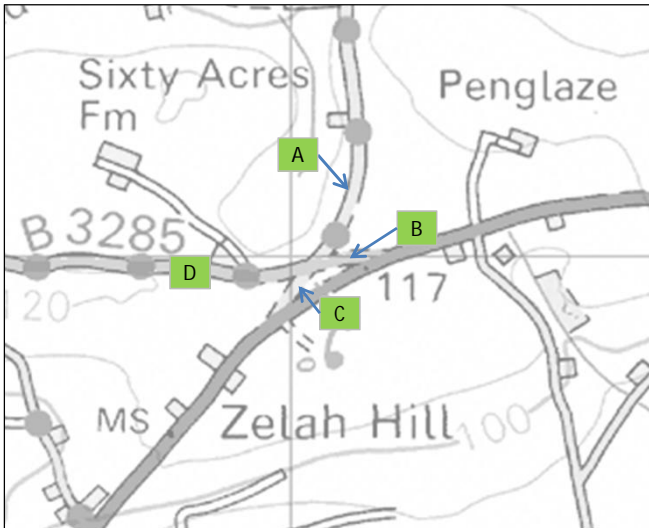 Sixty Acres
Fm
Penglaze
A
B
B 3285
D
117
C
120
MS
Zelah Hill
100